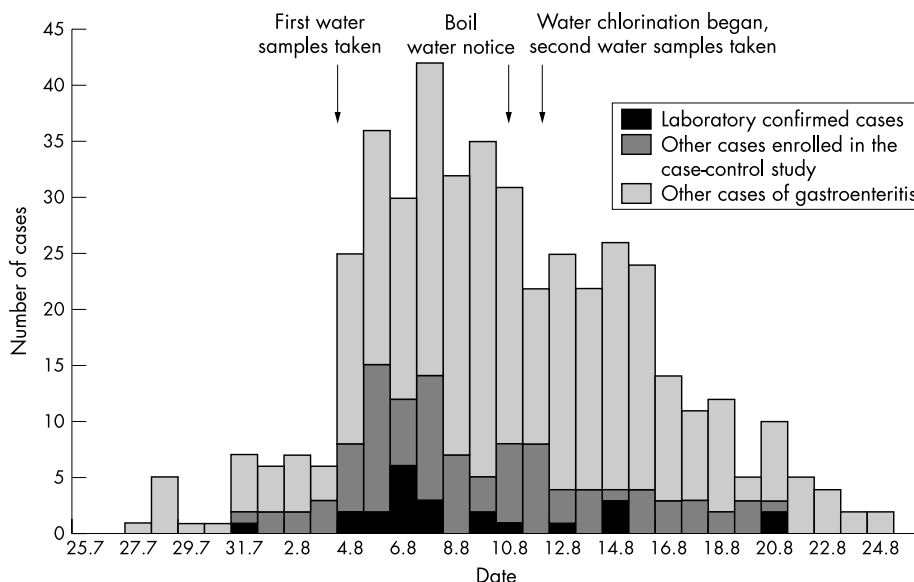 First water
samples taken
Boil
water notice
Water chlorination began,
second water samples taken
Laboratory confirmed cases
Other cases enrolled in the
case-control study
Other cases of gastroenteritis
Number of cases
45
40
35
30
25
20
15
10
5
0
25.7 27.7 29.7 31.7 2.8 4.8 6.8 8.8 10.8 12.8 14.8 16.8 18.8 20.8 22.8 24.8
Date